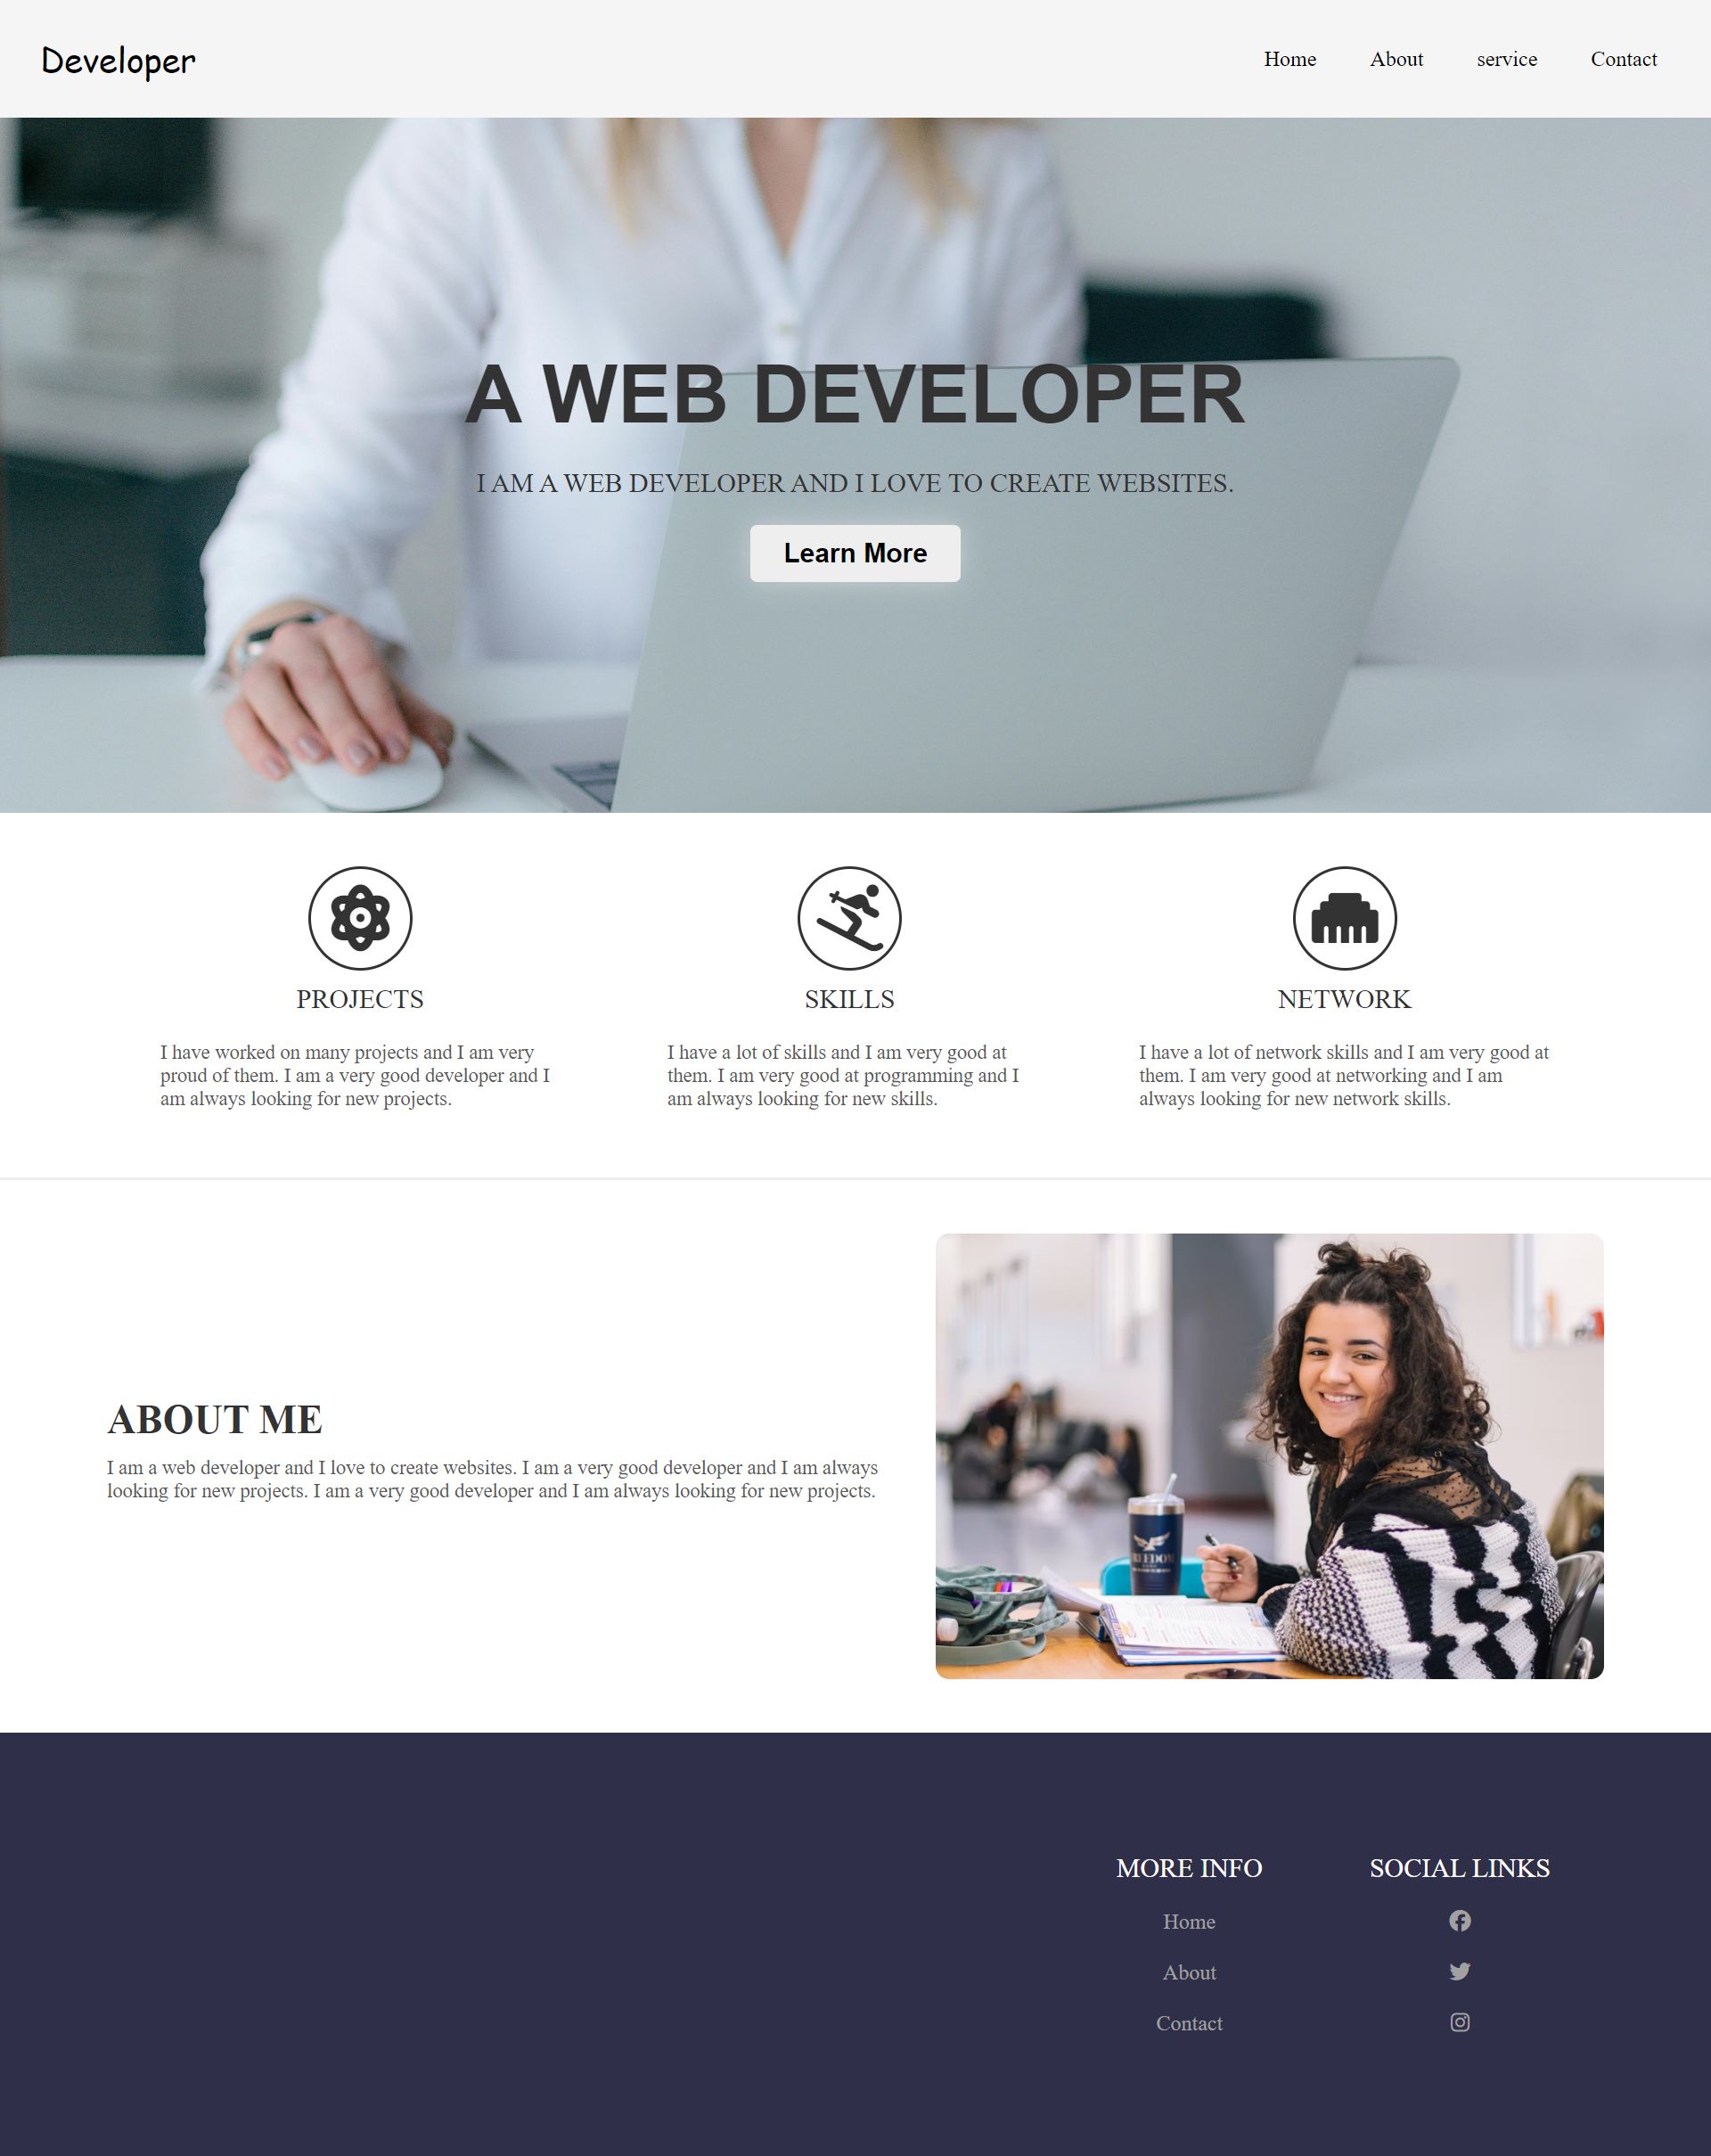 Developer
Home About service Contact
A WEB DEVELOPER
I AM A WEB DEVELOPER AND I LOVE TO CREATE WEBSITES.
Learn More
PROJECTS
I have worked on many projects and I am very
proud of them. I am a very good developer and I
am always looking for new projects.
SKILLS
I have a lot of skills and I am very good at
them. I am very good at programming and I
am always looking for new skills.
NETWORK
I have a lot of network skills and I am very good at
them. I am very good at networking and I am
always looking for new network skills.
ABOUT ME
I am a web developer and I love to create websites. I am a very good developer and I am always
looking for new projects. I am a very good developer and I am always looking for new projects.
MORE INFO
Home
About
Contact
SOCIAL LINKS